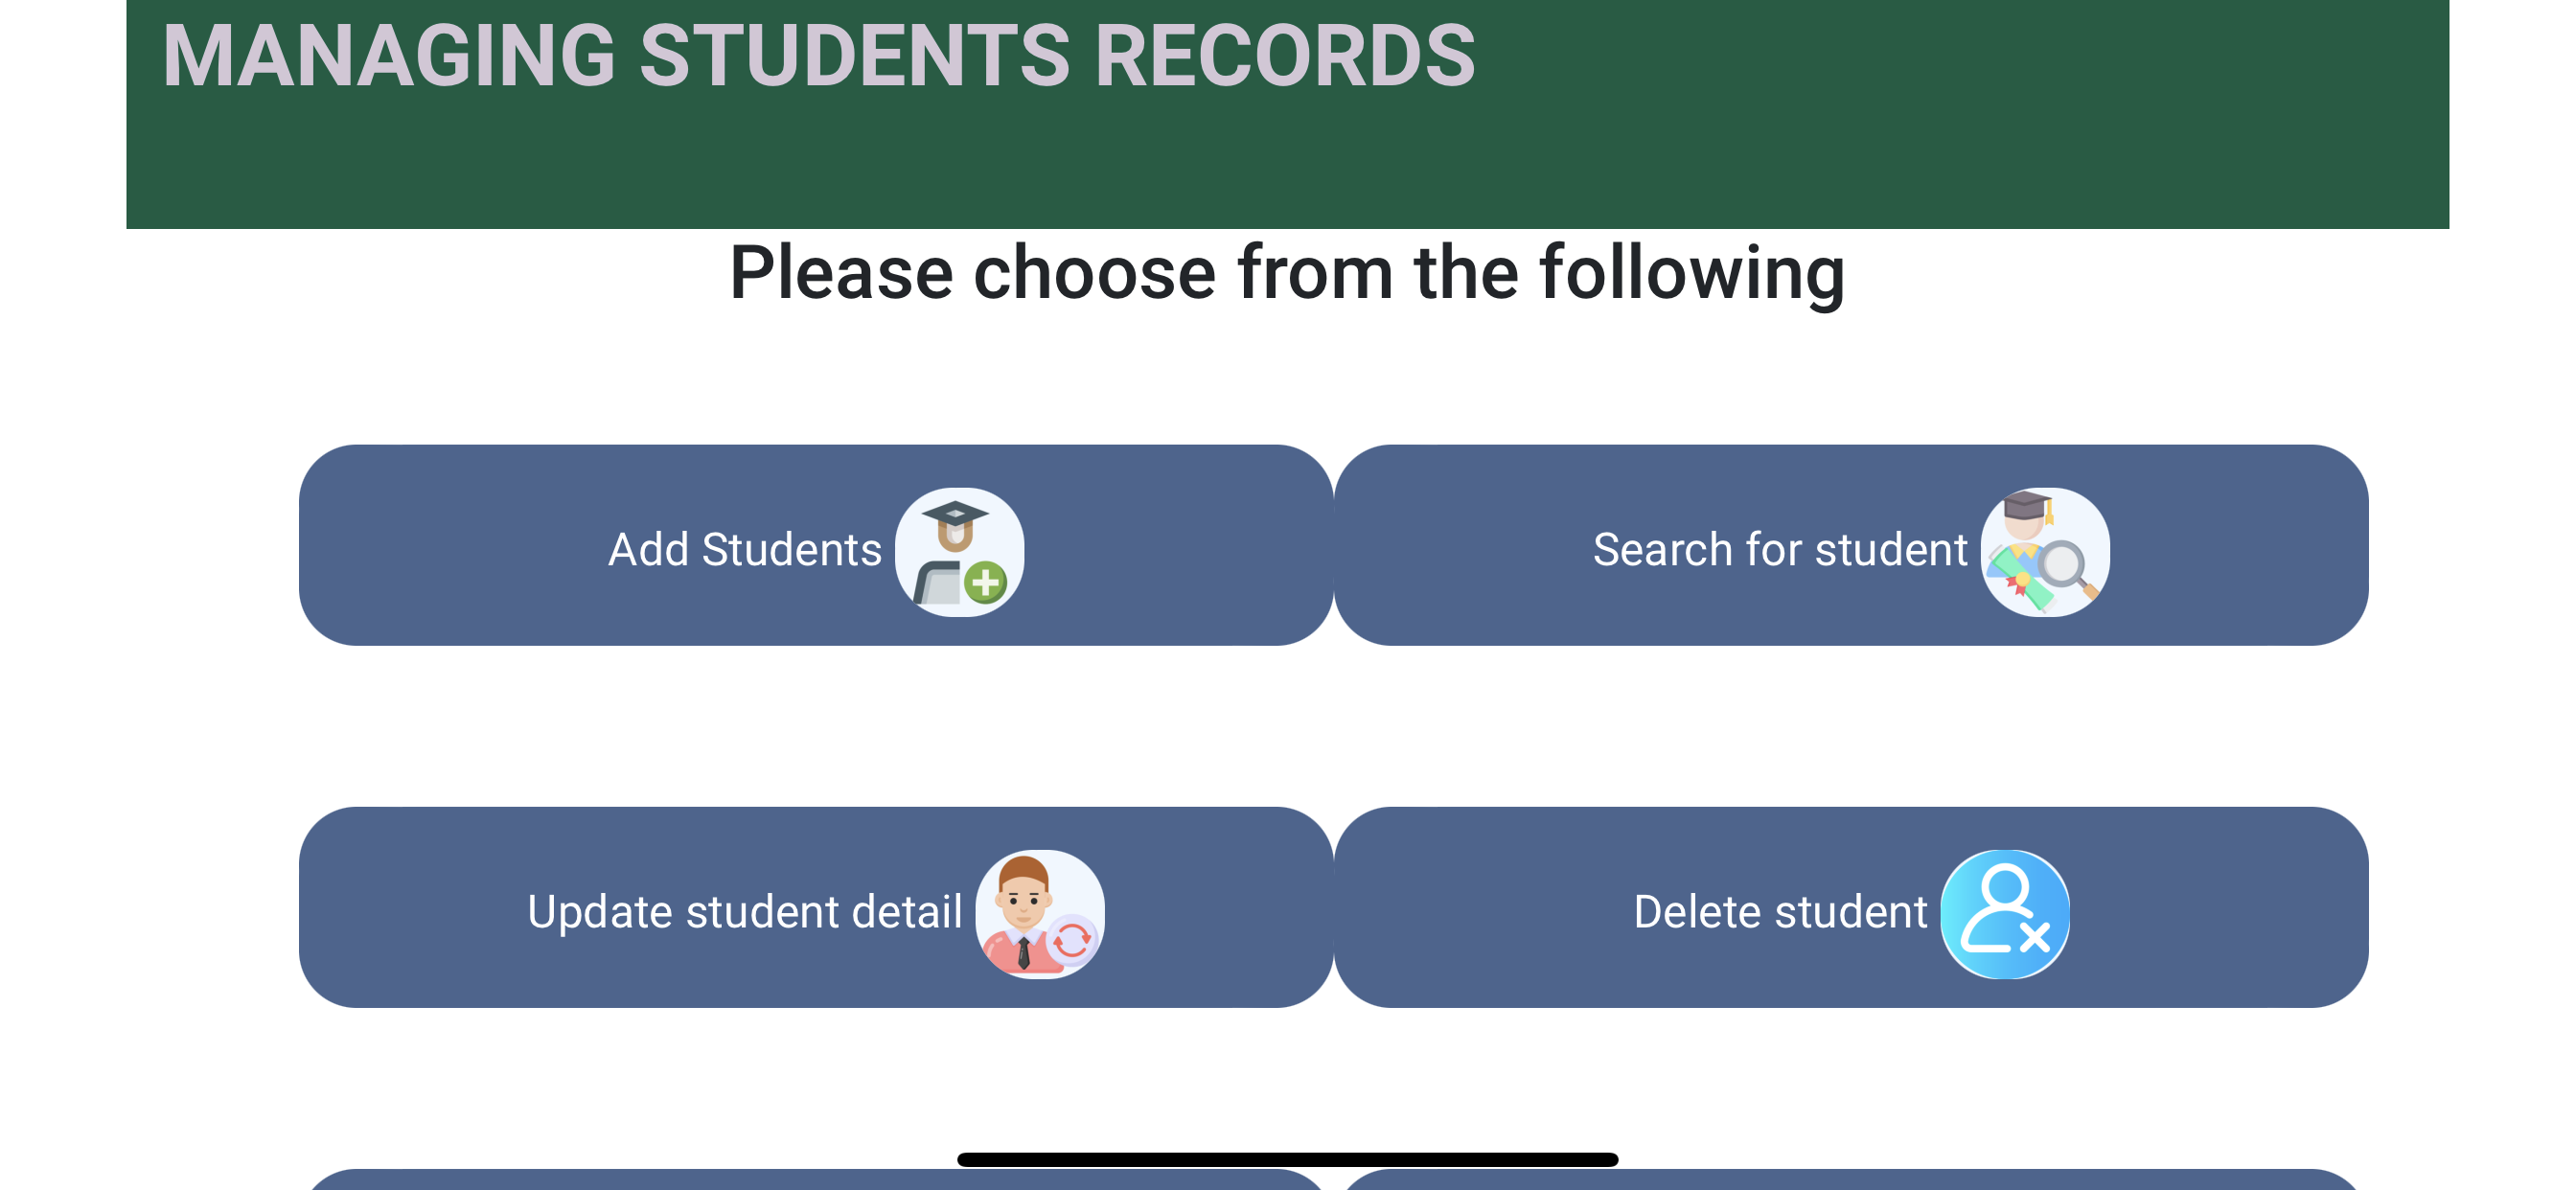 MANAGING STUDENTS RECORDS
Please choose from the following
Add Students
Search for student
Update student detail
Delete student